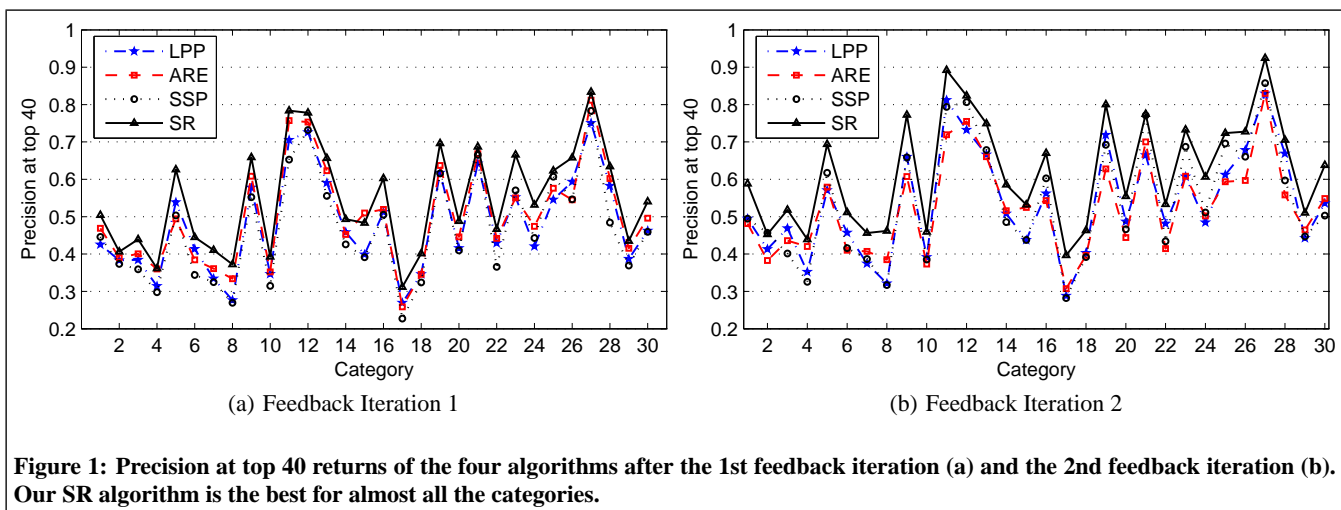 1
0.9
0.8
0.7
0.6
0.5
0.4
0.3
0.2
Precision at top 40
LPP
ARE
SSP
SR
2 4 6 8 10 12 14 16 18 20 22 24 26 28 30
Category
(a) Feedback Iteration 1
1
0.9
0.8
0.7
0.6
0.5
0.4
0.3
0.2
Precision at top 40
LPP
ARE
SSP
SR
2 4 6 8 10 12 14 16 18 20 22 24 26 28 30
Category
(b) Feedback Iteration 2
Figure 1: Precision at top 40 returns of the four algorithms after the 1st feedback iteration (a) and the 2nd feedback iteration (b).
Our SR algorithm is the best for almost all the categories.